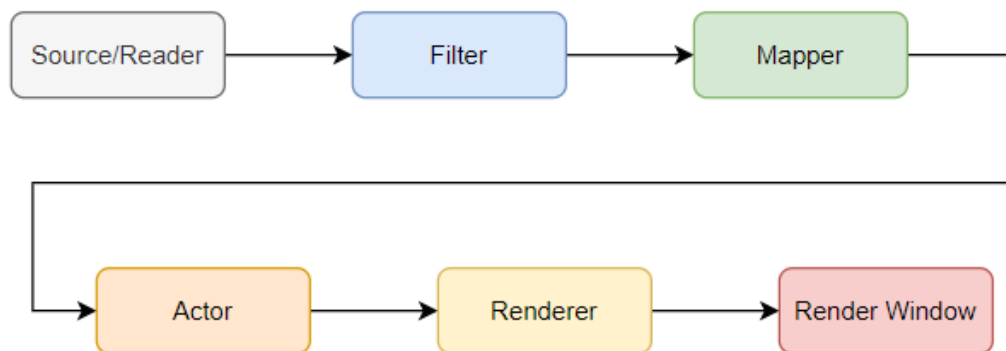 Source/Reader
Filter
Mapper
Actor
Renderer
Render Window